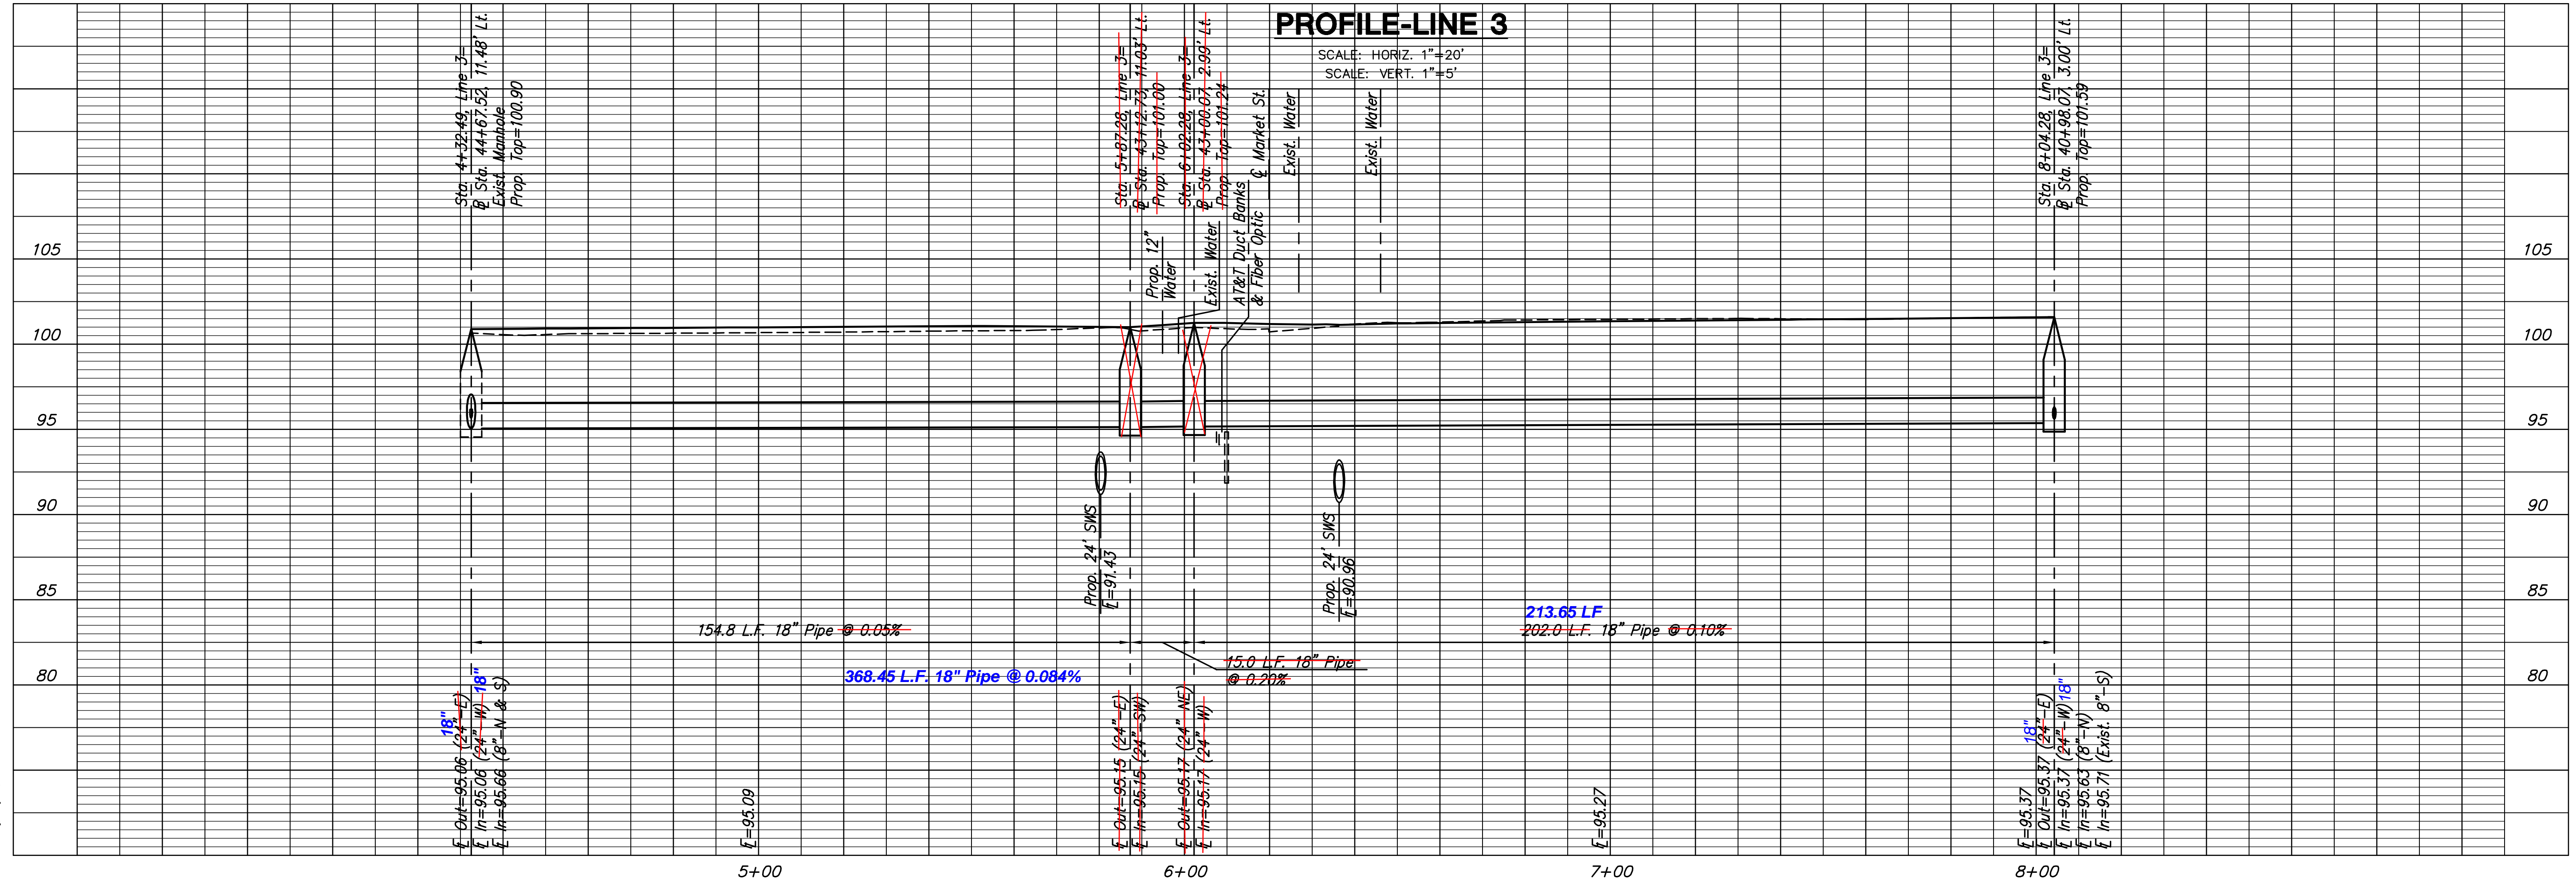 PROFILE-LINE 3
SCALE: HORIZ. 1"=20'
SCALE: VERT. 1"=5'
Sta. 4+32.49, Line 3=
℄ Sta. 44+67.52, 11.48' Lt.
Exist. Manhole
Prop. Top=100.90
Sta. 5+87.28, Line 3=
℄ Sta. 43+12.73, 11.03' Lt.
Prop. Top=101.00
Sta. 6+02.28, Line 3=
℄ Sta. 43+00.07, 2.99' Lt.
Prop. Top=101.24
Prop. 12"
Water
Exist. Water
AT&T Duct Banks
& Fiber Optic
℄ Market St.
Exist. Water
Exist. Water
Sta. 8+04.28, Line 3=
℄ Sta. 40+98.07, 3.00' Lt.
Prop. Top=101.59
105
105
100
100
95
95
90
90
85
85
80
80
Prop. 24' SWS
℄=91.43
Prop. 24' SWS
℄=90.96
213.65 LF
154.8 L.F. 18" Pipe @ 0.05%
202.0 L.F. 18" Pipe @ 0.10%
15.0 L.F. 18" Pipe
@ 0.20%
368.45 L.F. 18" Pipe @ 0.084%
18"
18"
℄ Out=95.06 (24"-E)
℄ In=95.06 (24"-W)
℄ In=95.66 (8"-N & S)
℄=95.09
℄ Out=95.15 (24"-E)
℄ In=95.15 (24"-SW)
℄ Out=95.17 (24"-NE)
℄ In=95.17 (24"-W)
℄=95.27
18"
18"
℄=95.37
℄ Out=95.37 (24"-E)
℄ In=95.37 (24"-W)
℄ In=95.63 (8"-N)
℄ In=95.71 (Exist. 8"-S)
5+00
6+00
7+00
8+00